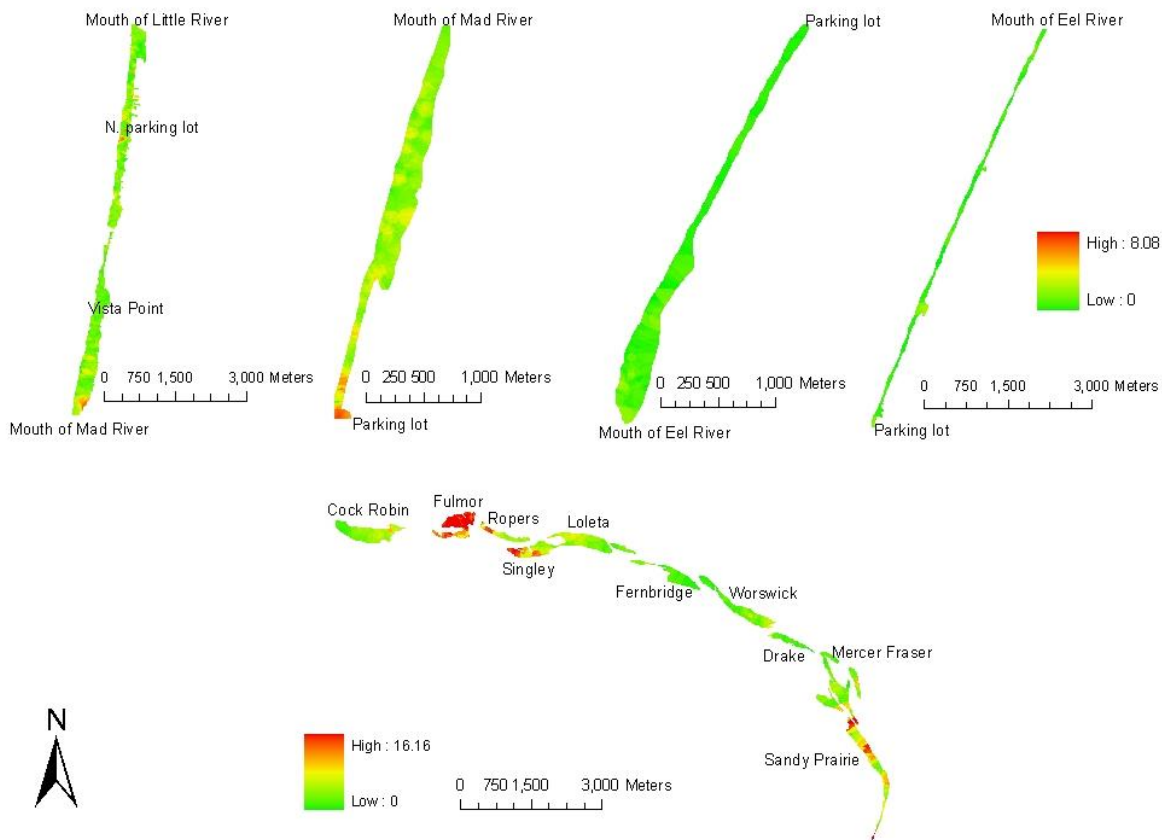 Mouth of Little River
Mouth of Mad River
Parking lot
Mouth of Eel River
N. parking lot
High : 8.08
Low : 0
Vista Point
0 750 1,500 3,000 Meters
0 250 500 1,000 Meters
0 250 500 1,000 Meters
0 750 1,500 3,000 Meters
Mouth of Mad River
Parking lot
Mouth of Eel River
Parking lot
Cock Robin
Fulmor
Ropers
Loleta
Singley
Fernbridge
Worswick
Drake
Mercer Fraser
Sandy Prairie
N
High : 16.16
Low : 0
0 750 1,500 3,000 Meters